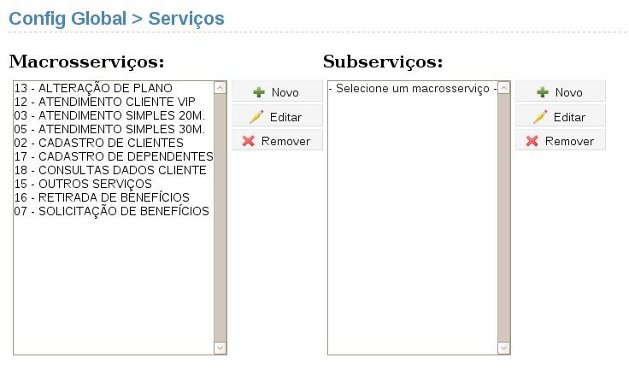 Config Global > Serviços
Macrosserviços:
13 - ALTERAÇÃO DE PLANO
12 - ATENDIMENTO CLIENTE VIP
03 - ATENDIMENTO SIMPLES 20M.
05 - ATENDIMENTO SIMPLES 30M.
02 - CADASTRO DE CLIENTES
17 - CADASTRO DE DEPENDENTES
18 - CONSULTAS DADOS CLIENTE
15 - OUTROS SERVIÇOS
16 - RETIRADA DE BENEFÍCIOS
07 - SOLICITAÇÃO DE BENEFÍCIOS
Novo
Editar
Remover
Subserviços:
- Selecione um macrosserviço -
Novo
Editar
Remover